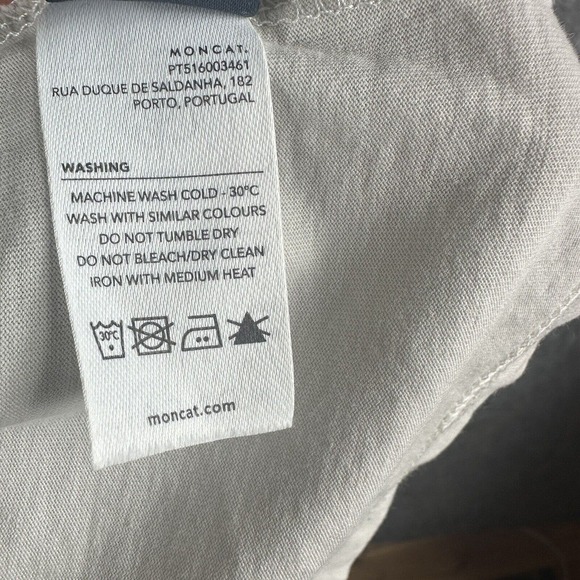 MONCAT.
PT516003461
RUA DUQUE DE SALDANHA, 182
PORTO, PORTUGAL
WASHING
MACHINE WASH COLD - 30°C
WASH WITH SIMILAR COLOURS
DO NOT TUMBLE DRY
DO NOT BLEACH/DRY CLEAN
IRON WITH MEDIUM HEAT
30°C
moncat.com